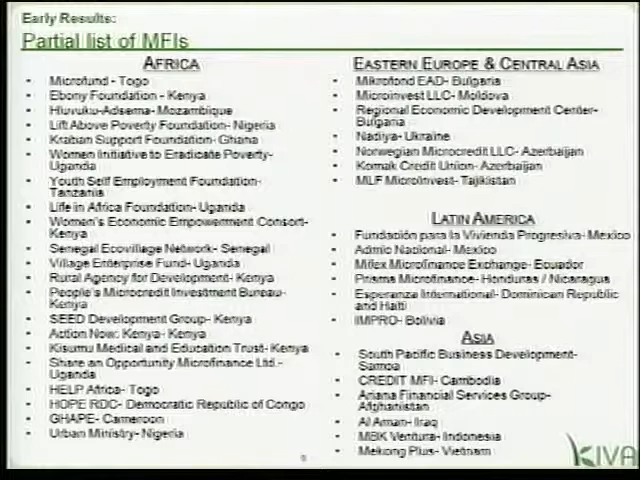 Early Results:
Partial list of MFIs
AFRICA
• Microfund - Togo
• Ebony Foundation - Kenya
• Hluvuku-Adsema- Mozambique
• Lift Above Poverty Foundation- Nigeria
• Kraban Support Foundation- Ghana
• Women Initiative to Eradicate Poverty-
Uganda
• Youth Self Employment Foundation-
Tanzania
• Life in Africa Foundation- Uganda
• Women's Economic Empowerment Consort-
Kenya
• Senegal Ecovillage Network- Senegal
• Village Enterprise Fund- Uganda
• Rural Agency for Development- Kenya
• People's Microcredit Investment Bureau-
Kenya
• SEED Development Group- Kenya
• Action Now: Kenya- Kenya
• Kisumu Medical and Education Trust- Kenya
• Share an Opportunity Microfinance Ltd.-
Uganda
• HELP Africa- Togo
• HOPE RDC- Democratic Republic of Congo
• GHAPE- Cameroon
• Urban Ministry- Nigeria
EASTERN EUROPE & CENTRAL ASIA
• Mikrofond EAD- Bulgaria
• Microinvest LLC- Moldova
• Regional Economic Development Center-
Bulgaria
• Nadiya- Ukraine
• Norwegian Microcredit LLC- Azerbaijan
• Komak Credit Union- Azerbaijan
• MLF MicroInvest- Tajikistan
LATIN AMERICA
• Fundación para la Vivienda Progresiva- Mexico
• Admic Nacional- Mexico
• Mifex Microfinance Exchange- Ecuador
• Prisma Microfinance- Honduras / Nicaragua
• Esperanza International- Dominican Republic
and Haiti
• IMPRO- Bolivia
ASIA
• South Pacific Business Development-
Samoa
• CREDIT MFI- Cambodia
• Ariana Financial Services Group-
Afghanistan
• Al Aman- Iraq
• MBK Ventura- Indonesia
• Mekong Plus- Vietnam
KIVA